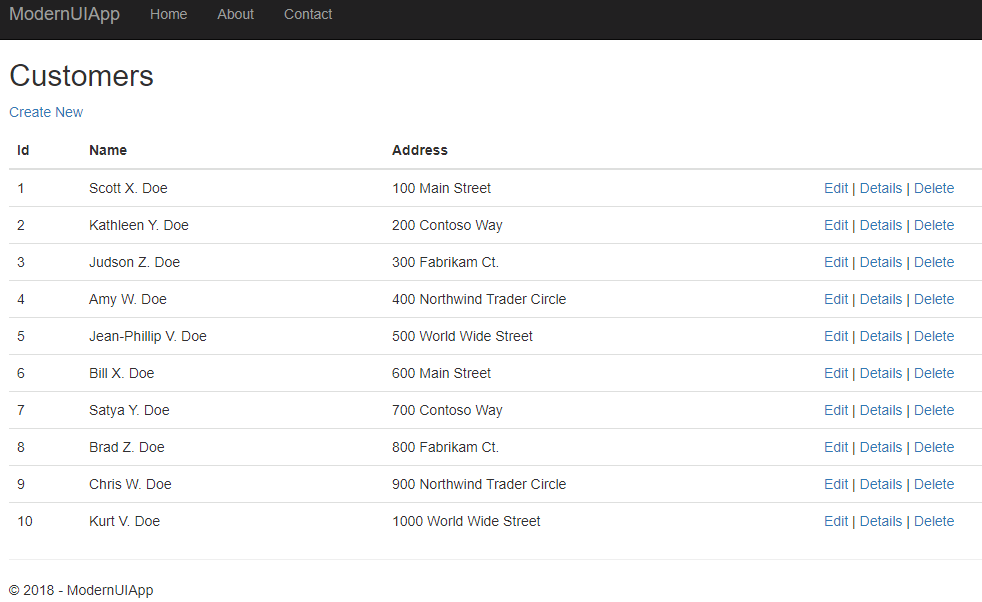 ModernUIApp Home About Contact
Customers
Create New
Id Name Address
1 Scott X. Doe 100 Main Street Edit | Details | Delete
2 Kathleen Y. Doe 200 Contoso Way Edit | Details | Delete
3 Judson Z. Doe 300 Fabrikam Ct. Edit | Details | Delete
4 Amy W. Doe 400 Northwind Trader Circle Edit | Details | Delete
5 Jean-Phillip V. Doe 500 World Wide Street Edit | Details | Delete
6 Bill X. Doe 600 Main Street Edit | Details | Delete
7 Satya Y. Doe 700 Contoso Way Edit | Details | Delete
8 Brad Z. Doe 800 Fabrikam Ct. Edit | Details | Delete
9 Chris W. Doe 900 Northwind Trader Circle Edit | Details | Delete
10 Kurt V. Doe 1000 World Wide Street Edit | Details | Delete
© 2018 - ModernUIApp